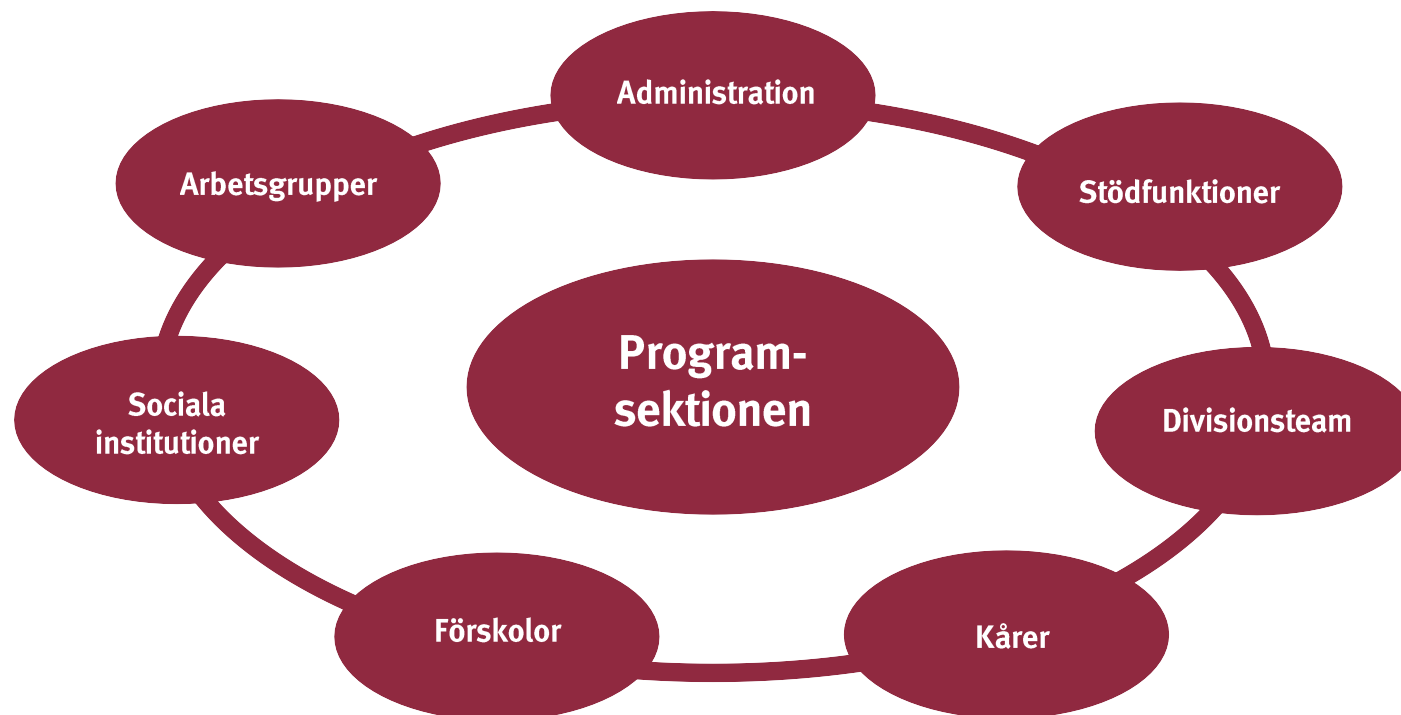 Administration
Arbetsgrupper
Stödfunktioner
Program-
sektionen
Sociala
institutioner
Divisionsteam
Förskolor
Kårer